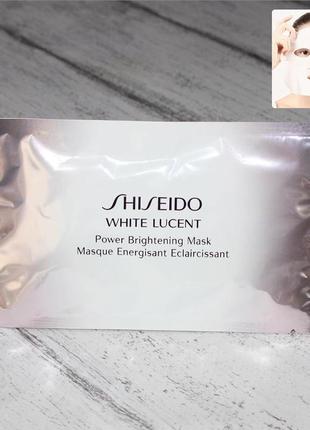 SHISEIDO
WHITE LUCENT
Power Brightening Mask
Masque Energisant Eclaircissant